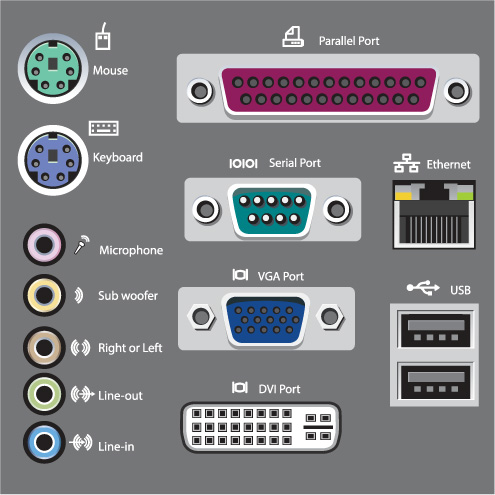 Mouse
Parallel Port
Keyboard
IOIOI Serial Port
Ethernet
Microphone
VGA Port
USB
Sub woofer
Right or Left
Line-out
DVI Port
Line-in